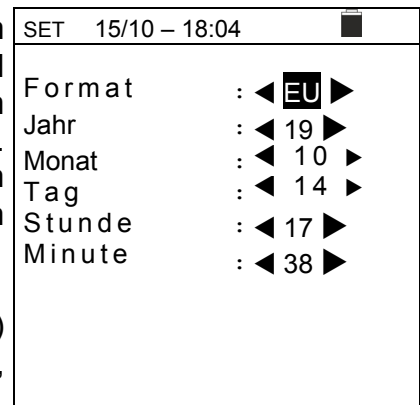 SET 15/10 – 18:04
Format : ◀ EU ▶
Jahr : ◀ 19 ▶
Monat : ◀ 10 ▶
Tag : ◀ 14 ▶
Stunde : ◀ 17 ▶
Minute : ◀ 38 ▶